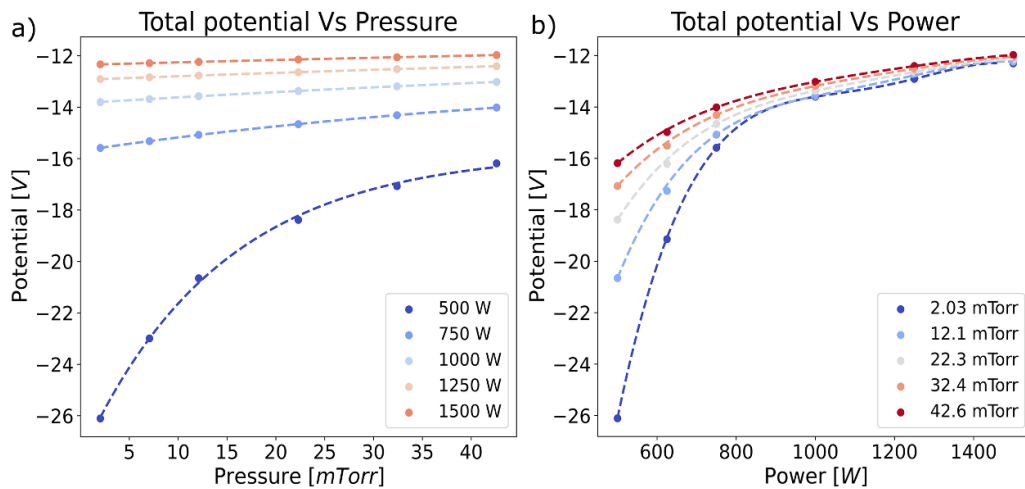 a)
Total potential Vs Pressure
Potential [V]
−12
−14
−16
−18
−20
−22
−24
−26
500 W
750 W
1000 W
1250 W
1500 W
5 10 15 20 25 30 35 40
Pressure [mTorr]
b)
Total potential Vs Power
Potential [V]
−12
−14
−16
−18
−20
−22
−24
−26
2.03 mTorr
12.1 mTorr
22.3 mTorr
32.4 mTorr
42.6 mTorr
600 800 1000 1200 1400
Power [W]